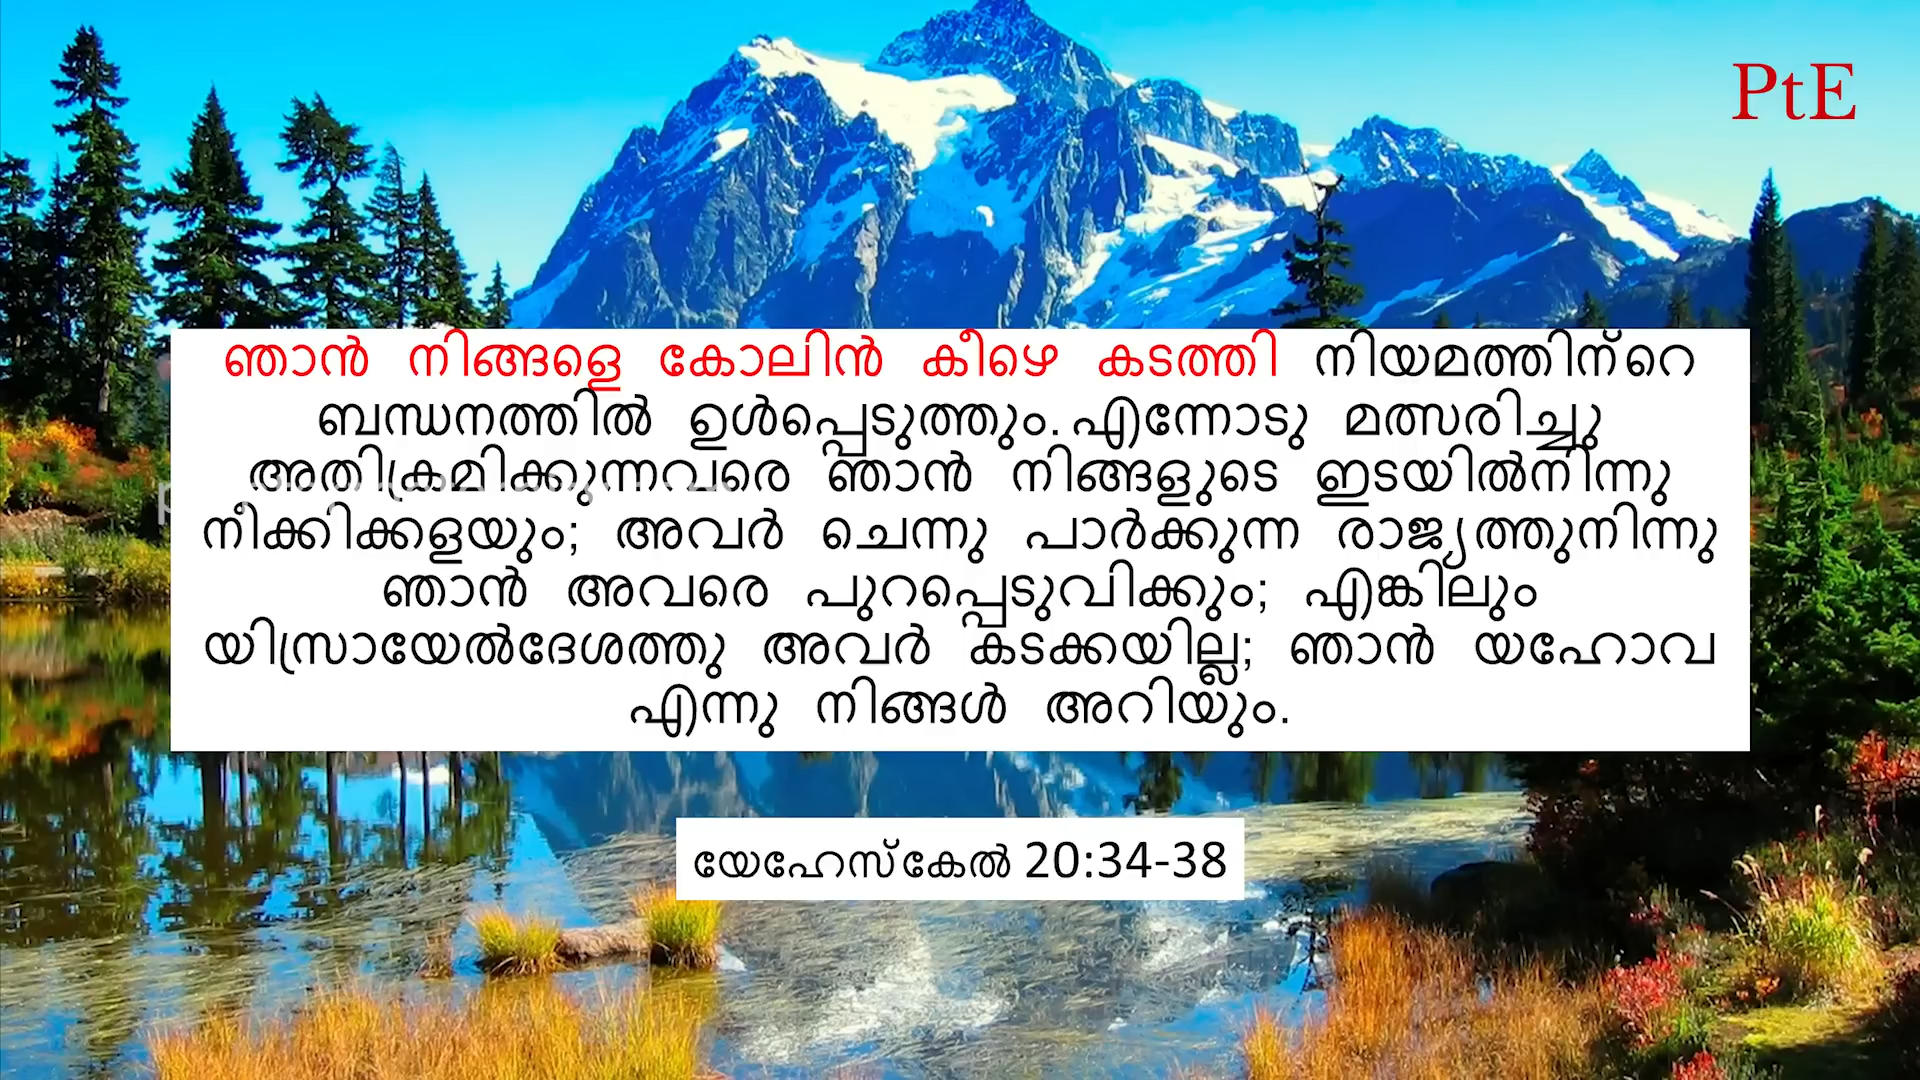 PtE
ഞാൻ നിങ്ങളെ കോലിൻ കീഴെ കടത്തി നിയമത്തിന്റെ
ബന്ധനത്തിൽ ഉൾപ്പെടുത്തും. എന്നോടു മത്സരിച്ചു
അതിക്രമിക്കുന്നവരെ ഞാൻ നിങ്ങളുടെ ഇടയിൽനിന്നു
നീക്കിക്കളയും; അവർ ചെന്നു പാർക്കുന്ന രാജ്യത്തുനിന്നു
ഞാൻ അവരെ പുറപ്പെടുവിക്കും; എങ്കിലും
യിസ്രായേൽദേശത്തു അവർ കടക്കയില്ല; ഞാൻ യഹോവ
എന്നു നിങ്ങൾ അറിയും.
യേഹേസ്കേൽ 20:34-38